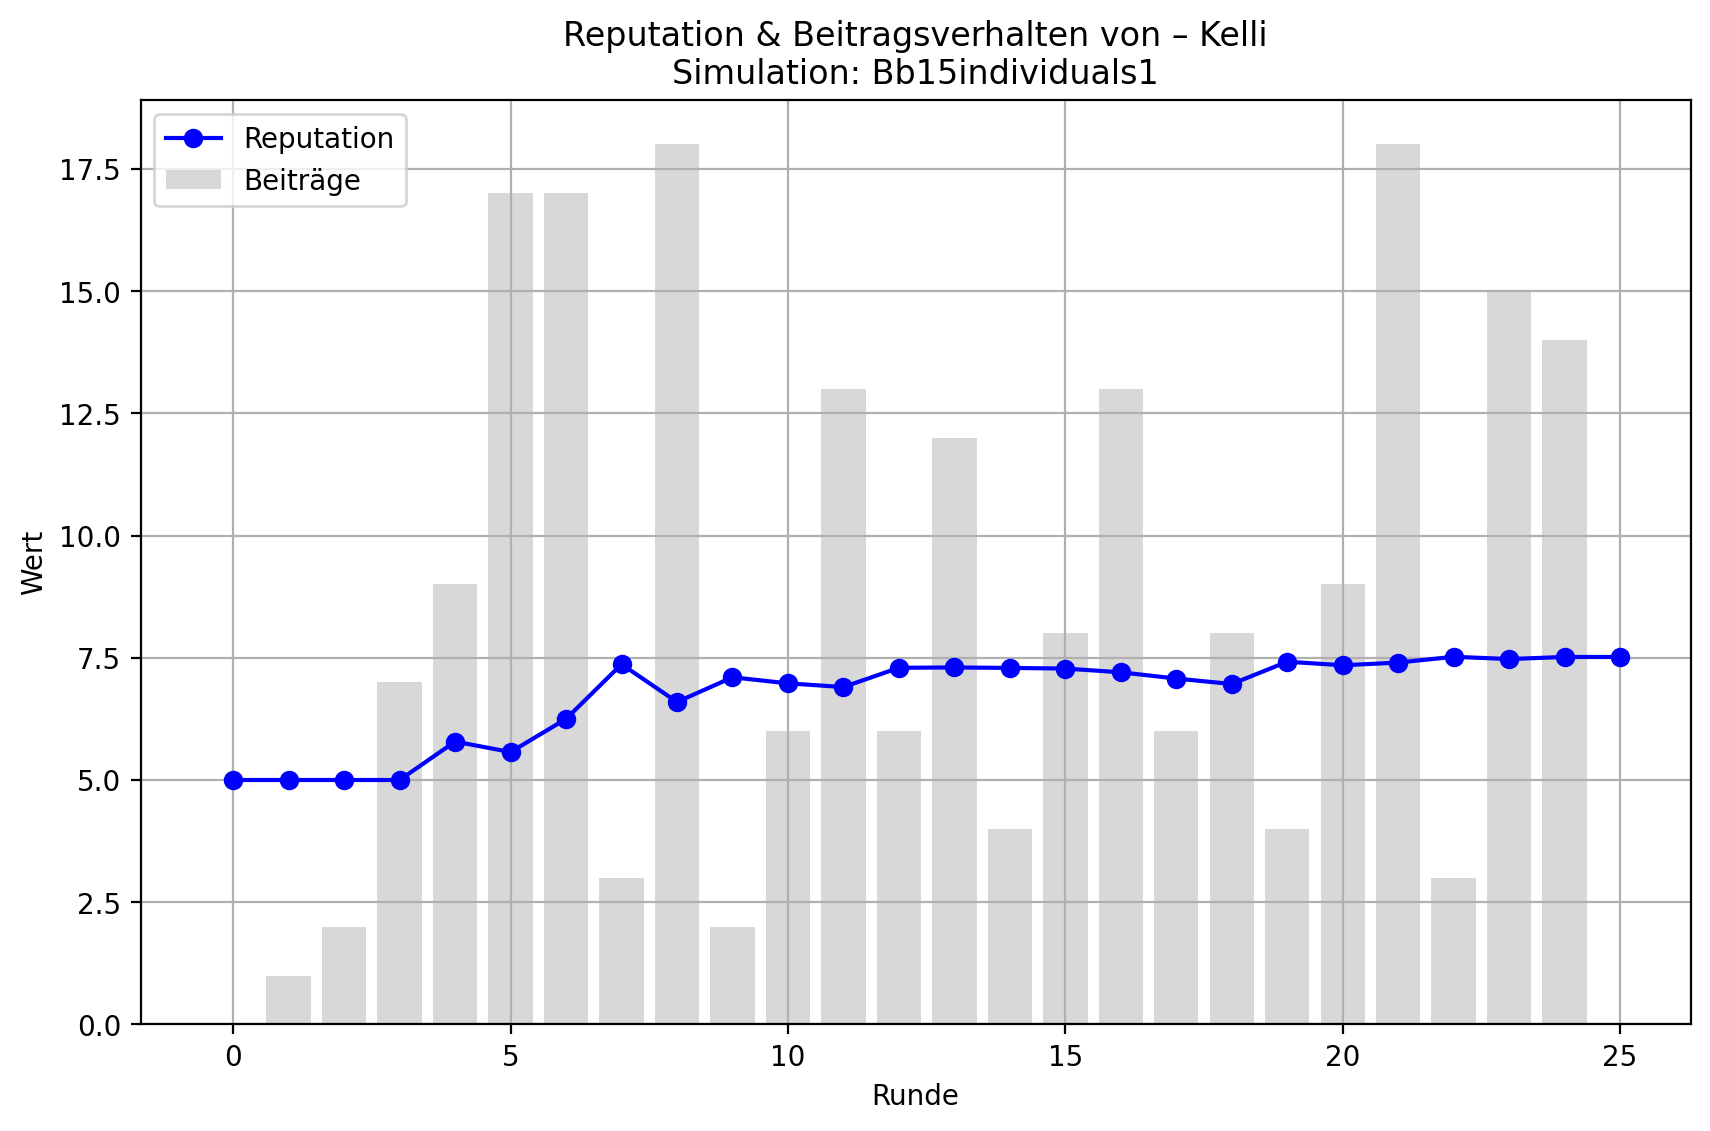 Reputation & Beitragsverhalten von – Kelli
Simulation: Bb15individuals1
Reputation
Beiträge
Wert
17.5
15.0
12.5
10.0
7.5
5.0
2.5
0.0
0 5 10 15 20 25
Runde